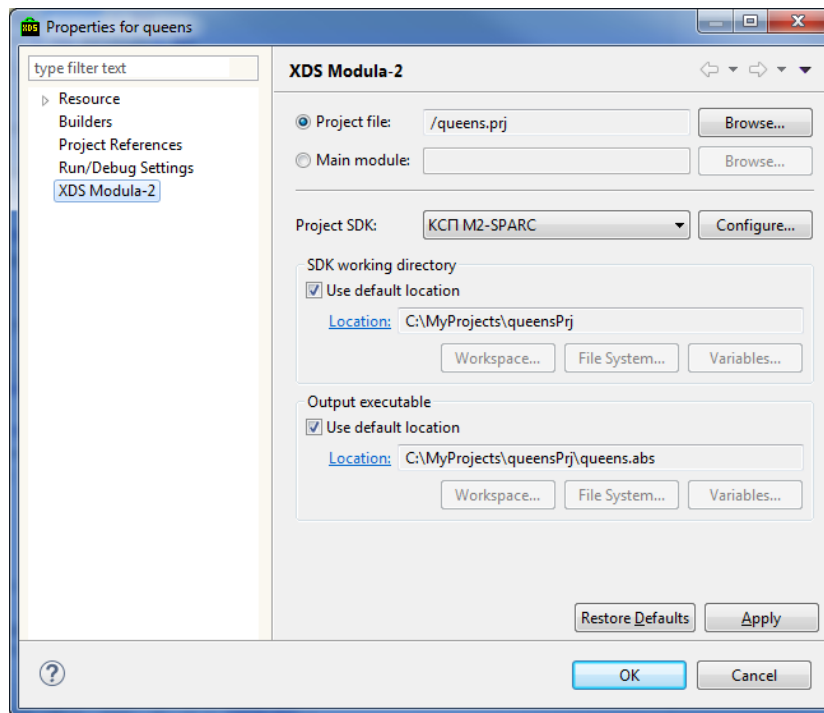 XDS Properties for queens
type filter text
Resource
Builders
Project References
Run/Debug Settings
XDS Modula-2
XDS Modula-2
Project file: /queens.prj Browse...
Main module: Browse...
Project SDK: КСП M2-SPARC Configure...
SDK working directory
Use default location
Location: C:\MyProjects\queensPrj
Workspace... File System... Variables...
Output executable
Use default location
Location: C:\MyProjects\queensPrj\queens.abs
Workspace... File System... Variables...
Restore Defaults Apply
? OK Cancel